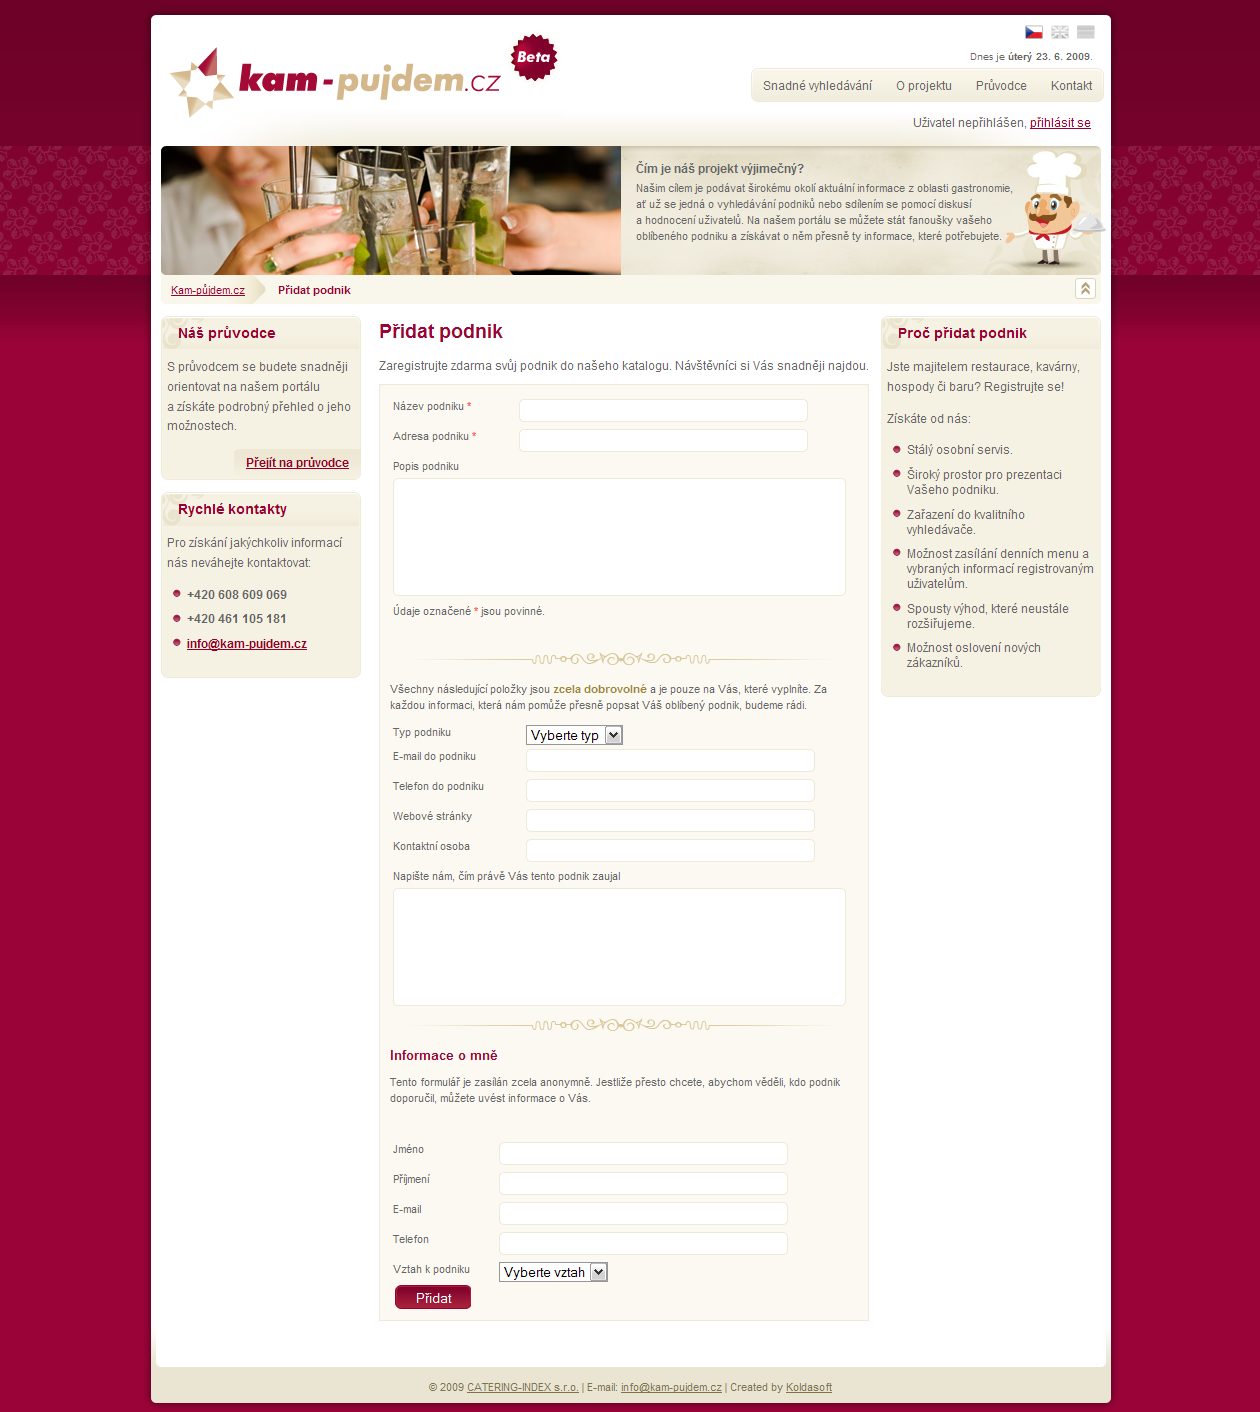 kam-pujdem.cz
Beta
Dnes je úterý 23. 6. 2009.
Snadné vyhledávání O projektu Průvodce Kontakt
Uživatel nepřihlášen, přihlásit se
Čím je náš projekt výjimečný?
Našim cílem je podávat širokému okolí aktuální informace z oblasti gastronomie,
ať už se jedná o vyhledávání podniků nebo sdílením se pomocí diskusí
a hodnocení uživatelů. Na našem portálu se můžete stát fanoušky vašeho
oblíbeného podniku a získávat o něm přesně ty informace, které potřebujete.
Kam-půjdem.cz Přidat podnik
Náš průvodce
S průvodcem se budete snadněji
orientovat na našem portálu
a získáte podrobný přehled o jeho
možnostech.
Přejít na průvodce
Rychlé kontakty
Pro získání jakýchkoliv informací
nás neváhejte kontaktovat:
+420 608 609 069
+420 461 105 181
info@kam-pujdem.cz
Přidat podnik
Zaregistrujte zdarma svůj podnik do našeho katalogu. Návštěvníci si Vás snadněji najdou.
Název podniku *
Adresa podniku *
Popis podniku
Údaje označené * jsou povinné.
Všechny následující položky jsou zcela dobrovolné a je pouze na Vás, které vyplníte. Za
každou informaci, která nám pomůže přesně popsat Váš oblíbený podnik, budeme rádi.
Typ podniku Vyberte typ
E-mail do podniku
Telefon do podniku
Webové stránky
Kontaktní osoba
Napište nám, čím právě Vás tento podnik zaujal
Informace o mně
Tento formulář je zasílán zcela anonymně. Jestliže přesto chcete, abychom věděli, kdo podnik
doporučil, můžete uvést informace o Vás.
Jméno
Příjmení
E-mail
Telefon
Vztah k podniku Vyberte vztah
Přidat
Proč přidat podnik
Jste majitelem restaurace, kavárny,
hospody či baru? Registrujte se!
Získáte od nás:
Stálý osobní servis.
Široký prostor pro prezentaci
Vašeho podniku.
Zařazení do kvalitního
vyhledávače.
Možnost zasílání denních menu a
vybraných informací registrovaným
uživatelům.
Spousty výhod, které neustále
rozšiřujeme.
Možnost oslovení nových
zákazníků.
© 2009 CATERING-INDEX s.r.o. | E-mail: info@kam-pujdem.cz | Created by Koldasoft